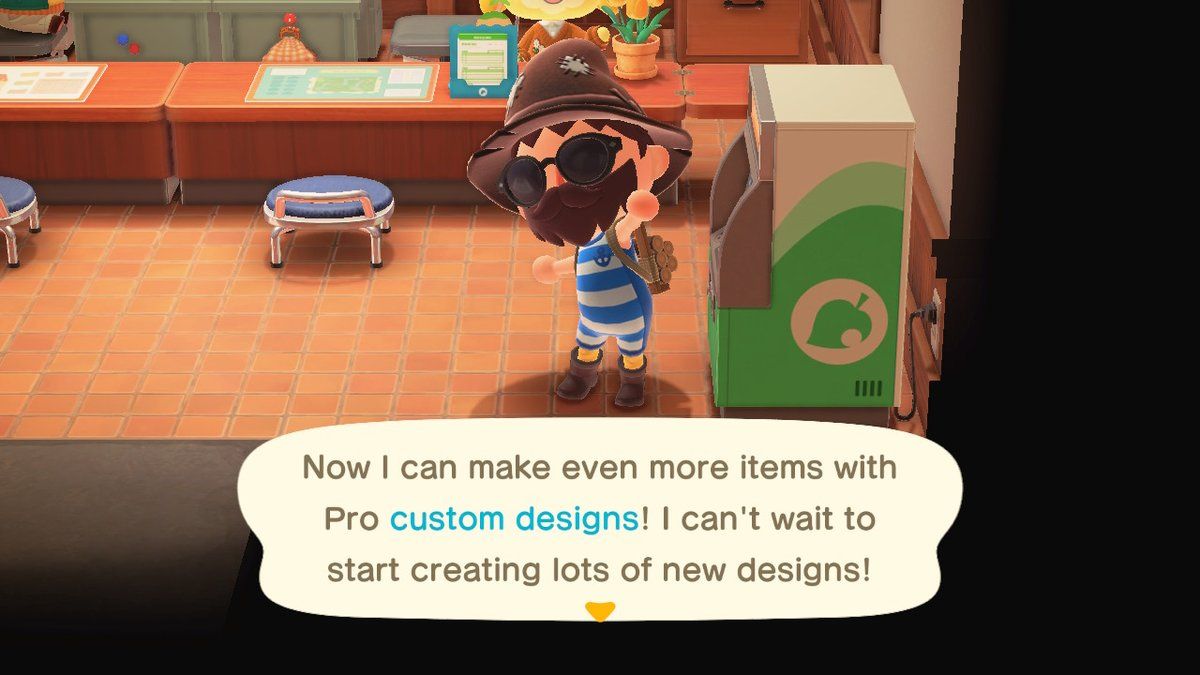 Now I can make even more items with
Pro custom designs! I can't wait to
start creating lots of new designs!